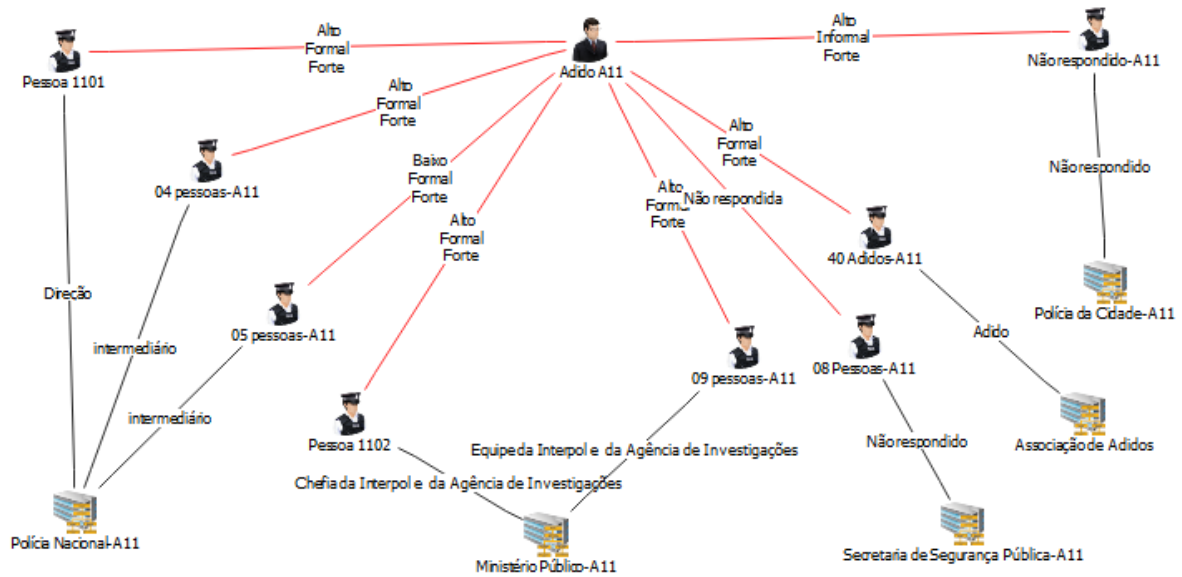 Alto
Formal
Forte
Pessoa 1101
Adido A11
Alto
Informal
Forte
Não respondido-A11
Alto
Formal
Forte
04 pessoas-A11
Baixo
Formal
Forte
Alto
Formal
Forte
Alto
Formal
Forte
Não respondida
Alto
Formal
Forte
Não respondido
40 Adidos-A11
Direção
05 pessoas-A11
Polícia da Cidade-A11
intermediário
intermediário
Adido
09 pessoas-A11
08 Pessoas-A11
Pessoa 1102
Equipe da Interpol e da Agência de Investigações
Não respondido
Associação de Adidos
Chefia da Interpol e da Agência de Investigações
Polícia Nacional-A11
Ministério Público-A11
Secretaria de Segurança Pública-A11